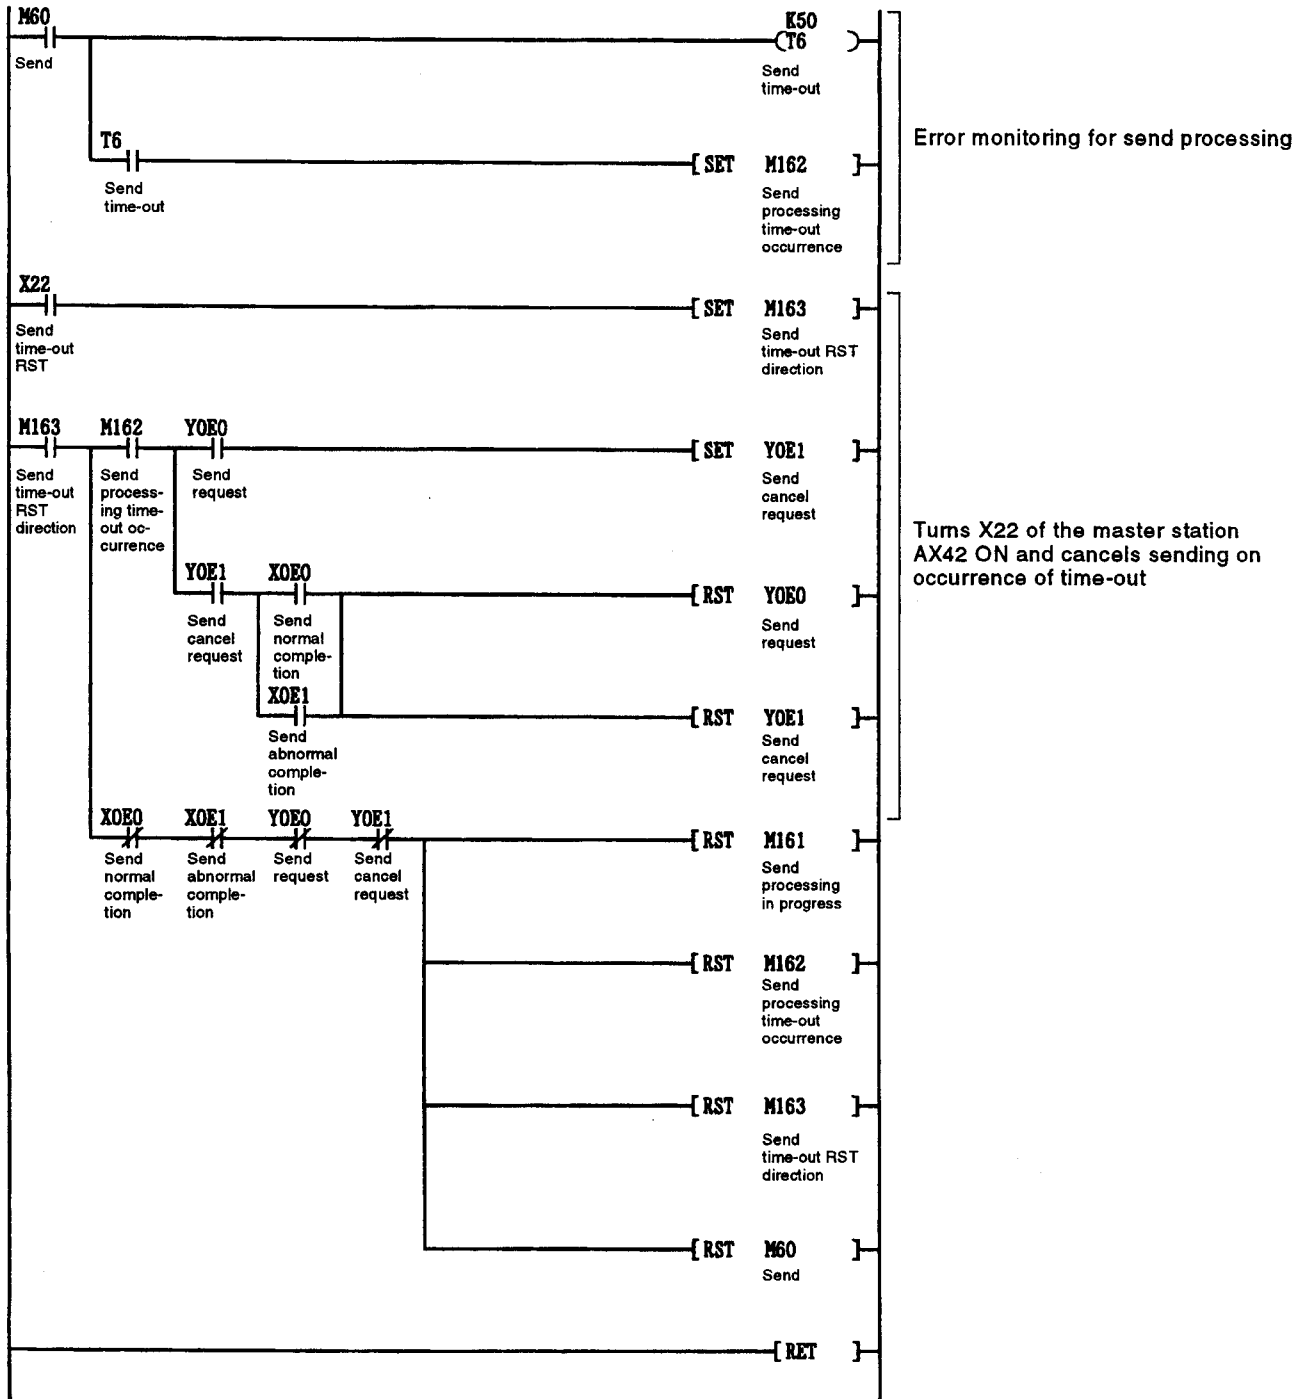 M60
K50
T6
Send
Send
time-out
Error monitoring for send processing
T6
SET M162
Send
time-out
Send
processing
time-out
occurrence
X22
SET M163
Send
time-out
RST
Send
time-out RST
direction
M163 M162 Y0E0
SET Y0E1
Send
time-out
RST
direction
Send
process-
ing time-
out oc-
currence
Send
request
Send
cancel
request
Turns X22 of the master station
AX42 ON and cancels sending on
occurrence of time-out
Y0E1 X0E0
RST Y0E0
Send
cancel
request
Send
normal
comple-
tion
Send
request
X0E1
RST Y0E1
Send
abnormal
comple-
tion
Send
cancel
request
X0E0 X0E1 Y0E0 Y0E1
RST M161
Send
normal
comple-
tion
Send
abnormal
comple-
tion
Send
request
Send
cancel
request
Send
processing
in progress
RST M162
Send
processing
time-out
occurrence
RST M163
Send
time-out RST
direction
RST M60
Send
RET